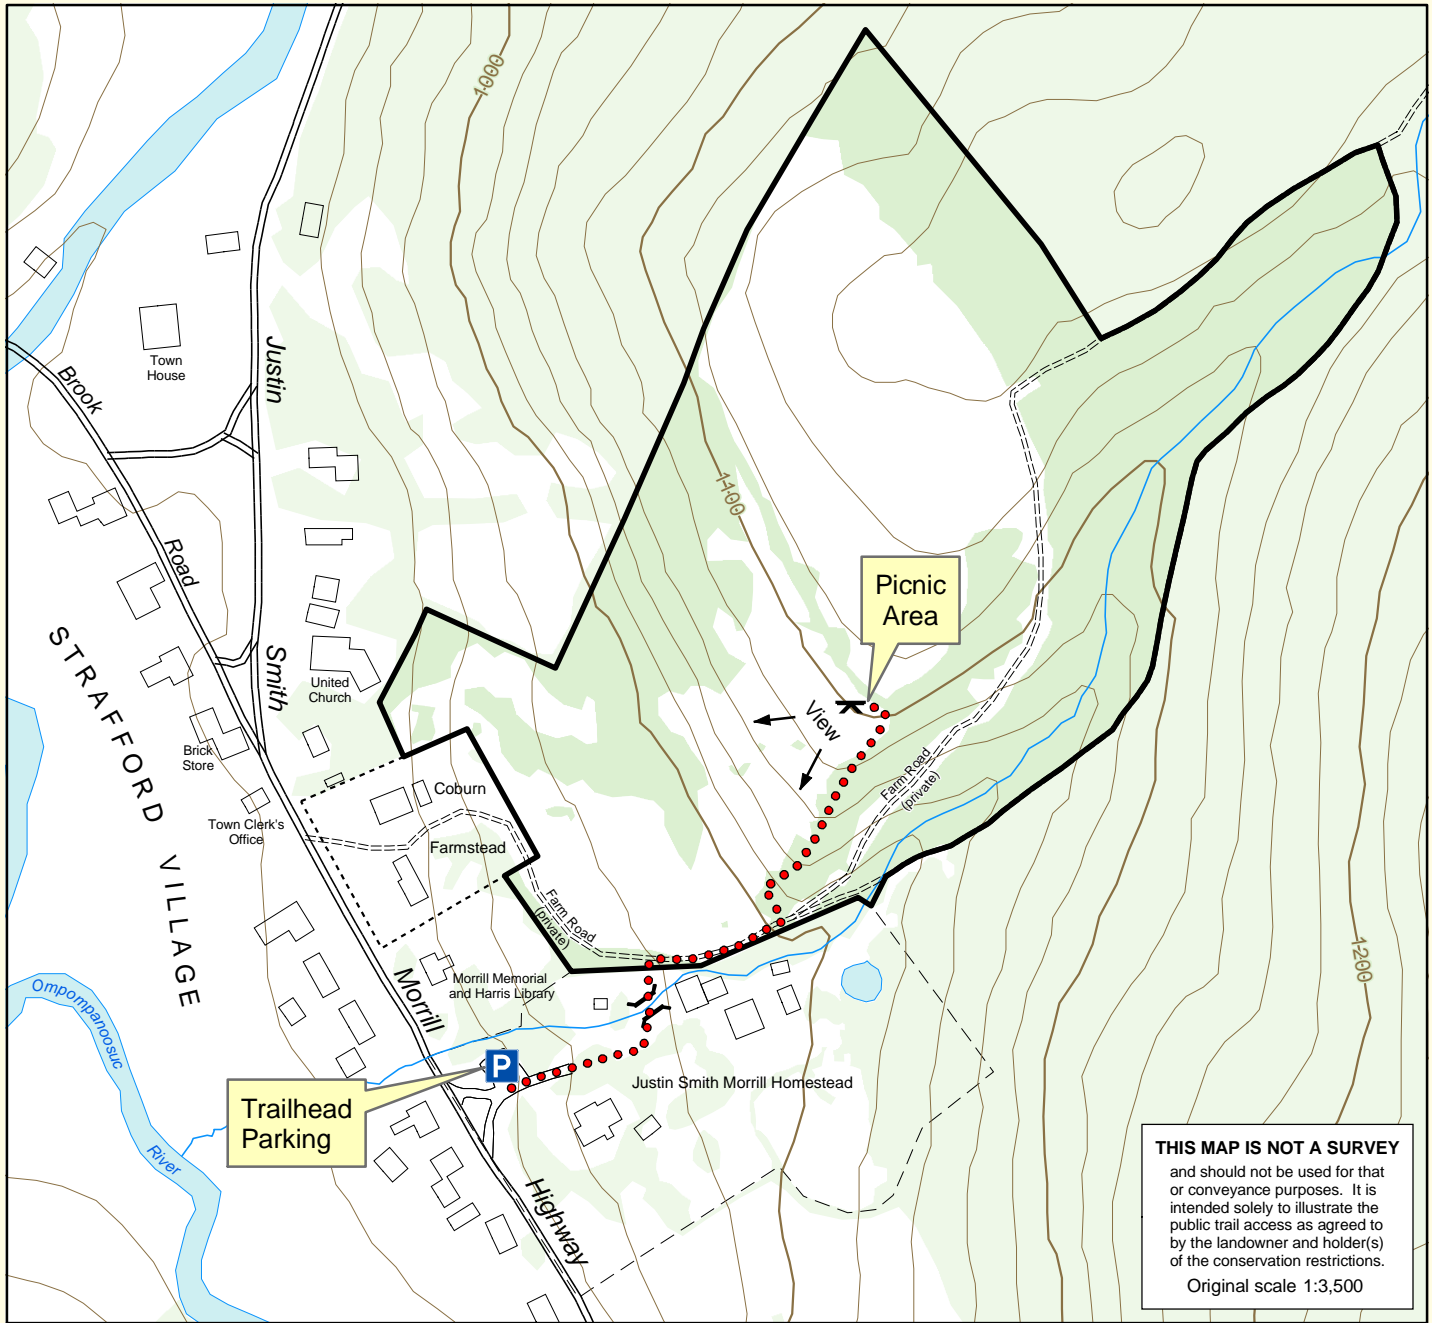 1000
Town
House
Justin
Brook
1100
Road
Picnic
Area
STRAFFORD VILLAGE
Smith
United
Church
View
Brick
Store
Farm Road
(private)
Coburn
Town Clerk's
Office
Farmstead
Farm Road
(private)
1200
Morrill Memorial
and Harris Library
Morrill
Ompompanoosuc
P
Justin Smith Morrill Homestead
Trailhead
Parking
River
Highway
THIS MAP IS NOT A SURVEY
and should not be used for that
or conveyance purposes. It is
intended solely to illustrate the
public trail access as agreed to
by the landowner and holder(s)
of the conservation restrictions.
Original scale 1:3,500